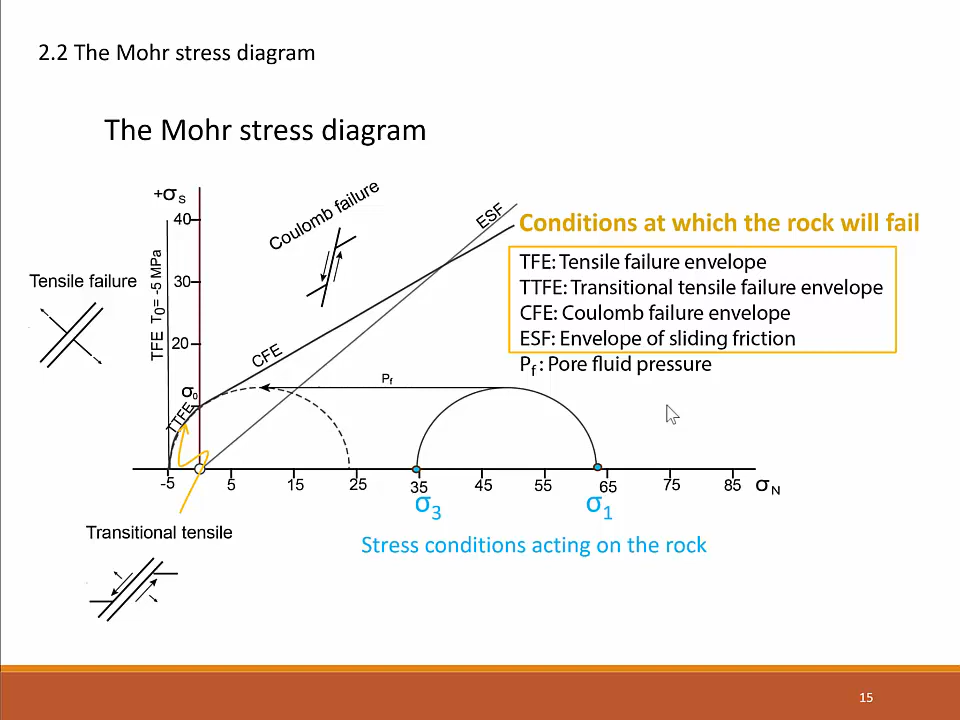 2.2 The Mohr stress diagram
The Mohr stress diagram
+σS
40
30
20
σ0
TFE T0= -5 MPa
TTFE
CFE
Coulomb failure
ESF
Pf
Tensile failure
Conditions at which the rock will fail
TFE: Tensile failure envelope
TTFE: Transitional tensile failure envelope
CFE: Coulomb failure envelope
ESF: Envelope of sliding friction
Pf : Pore fluid pressure
-5 5 15 25 35 45 55 65 75 85 σN
σ3 σ1
Transitional tensile
Stress conditions acting on the rock
15